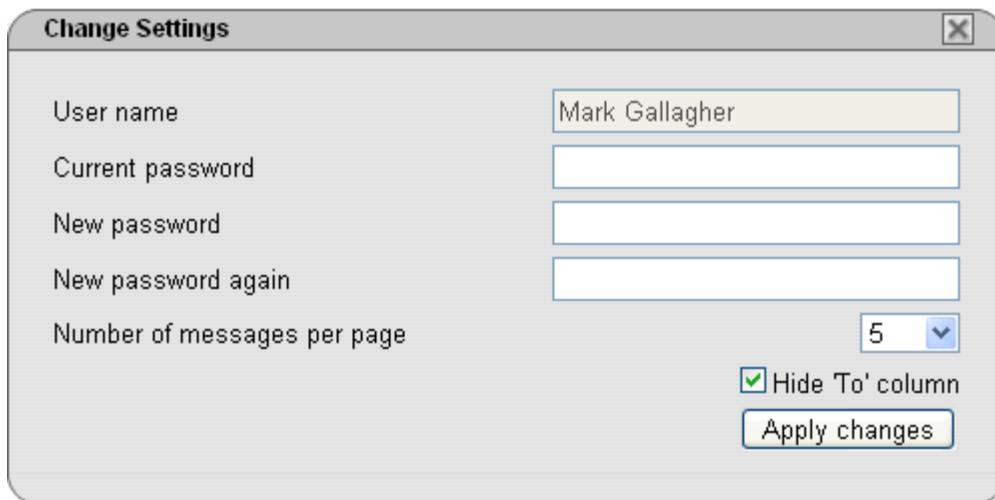 Change Settings
User name Mark Gallagher
Current password
New password
New password again
Number of messages per page 5
Hide 'To' column
Apply changes